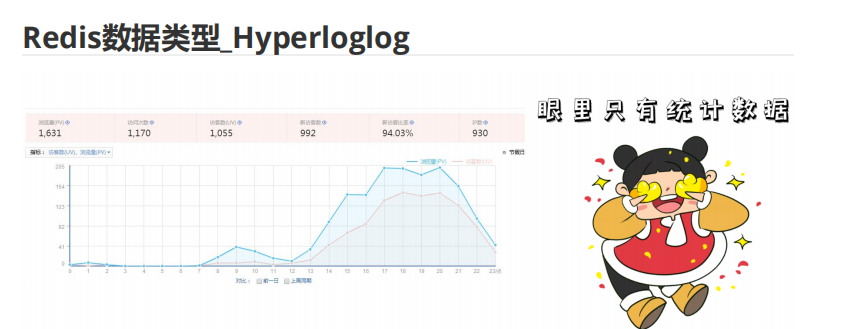 Redis数据类型_Hyperloglog
眼里只有统计数据
浏览量(PV) 访问次数 访客数(UV) 新访客数 新访客比率 IP数
1,631 1,170 1,055 992 94.03% 930
指标: 访客数(UV), 浏览量(PV)
节假日
浏览量(PV) 访客数(UV)
205
164
123
82
41
0
0 1 2 3 4 5 6 7 8 9 10 11 12 13 14 15 16 17 18 19 20 21 22 23
对比: 前一日 上周同期